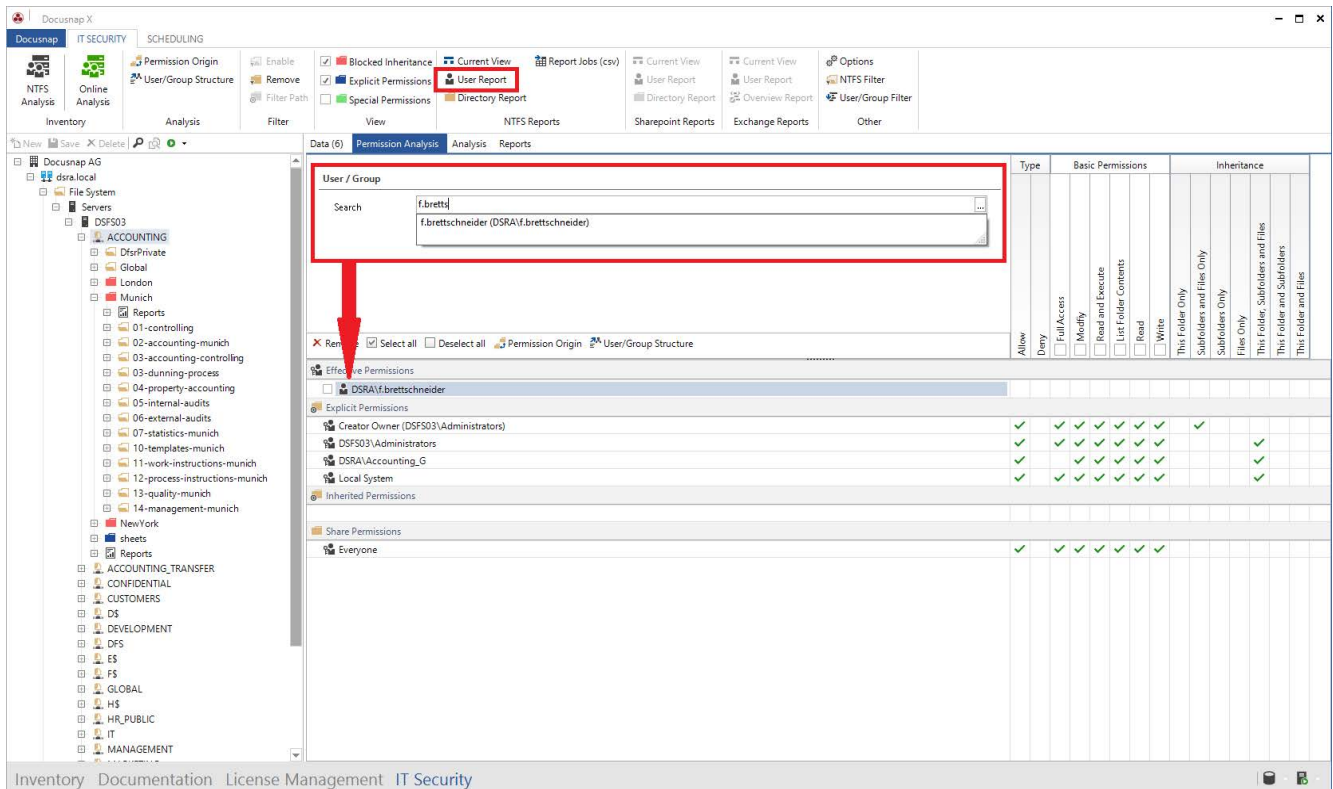 Docusnap X
Docusnap IT SECURITY SCHEDULING
NTFS Analysis
Online Analysis
Inventory
Permission Origin
User/Group Structure
Analysis
Enable
Remove
Filter Path
Filter
Blocked Inheritance
Explicit Permissions
Special Permissions
View
Current View
User Report
Directory Report
Report Jobs (csv)
NTFS Reports
Current View
User Report
Directory Report
Sharepoint Reports
Current View
User Report
Overview Report
Exchange Reports
Options
NTFS Filter
User/Group Filter
Other
New Save Delete
Docusnap AG
dsra.local
File System
Servers
DSFS03
ACCOUNTING
DfsrPrivate
Global
London
Munich
Reports
01-controlling
02-accounting-munich
03-accounting-controlling
03-dunning-process
04-property-accounting
05-internal-audits
06-external-audits
07-statistics-munich
10-templates-munich
11-work-instructions-munich
12-process-instructions-munich
13-quality-munich
14-management-munich
NewYork
sheets
Reports
ACCOUNTING_TRANSFER
CONFIDENTIAL
CUSTOMERS
D$
DEVELOPMENT
DFS
E$
F$
GLOBAL
H$
HR_PUBLIC
IT
MANAGEMENT
Data (6) Permission Analysis Analysis Reports
User / Group
Search f.bretts ...
f.brettschneider (DSRA\f.brettschneider)
Select all Deselect all Permission Origin User/Group Structure
Type Basic Permissions Inheritance
Allow
Deny
Full Access
Modfiy
Read and Execute
List Folder Contents
Read
Write
This Folder Only
Subfolders and Files Only
Subfolders Only
Files Only
This Folder, Subfolders and Files
This Folder and Subfolders
This Folder and Files
Effective Permissions
DSRA\f.brettschneider
Explicit Permissions
Creator Owner (DSFS03\Administrators)
DSFS03\Administrators
DSRA\Accounting_G
Local System
Inherited Permissions
Share Permissions
Everyone
Inventory Documentation License Management IT Security